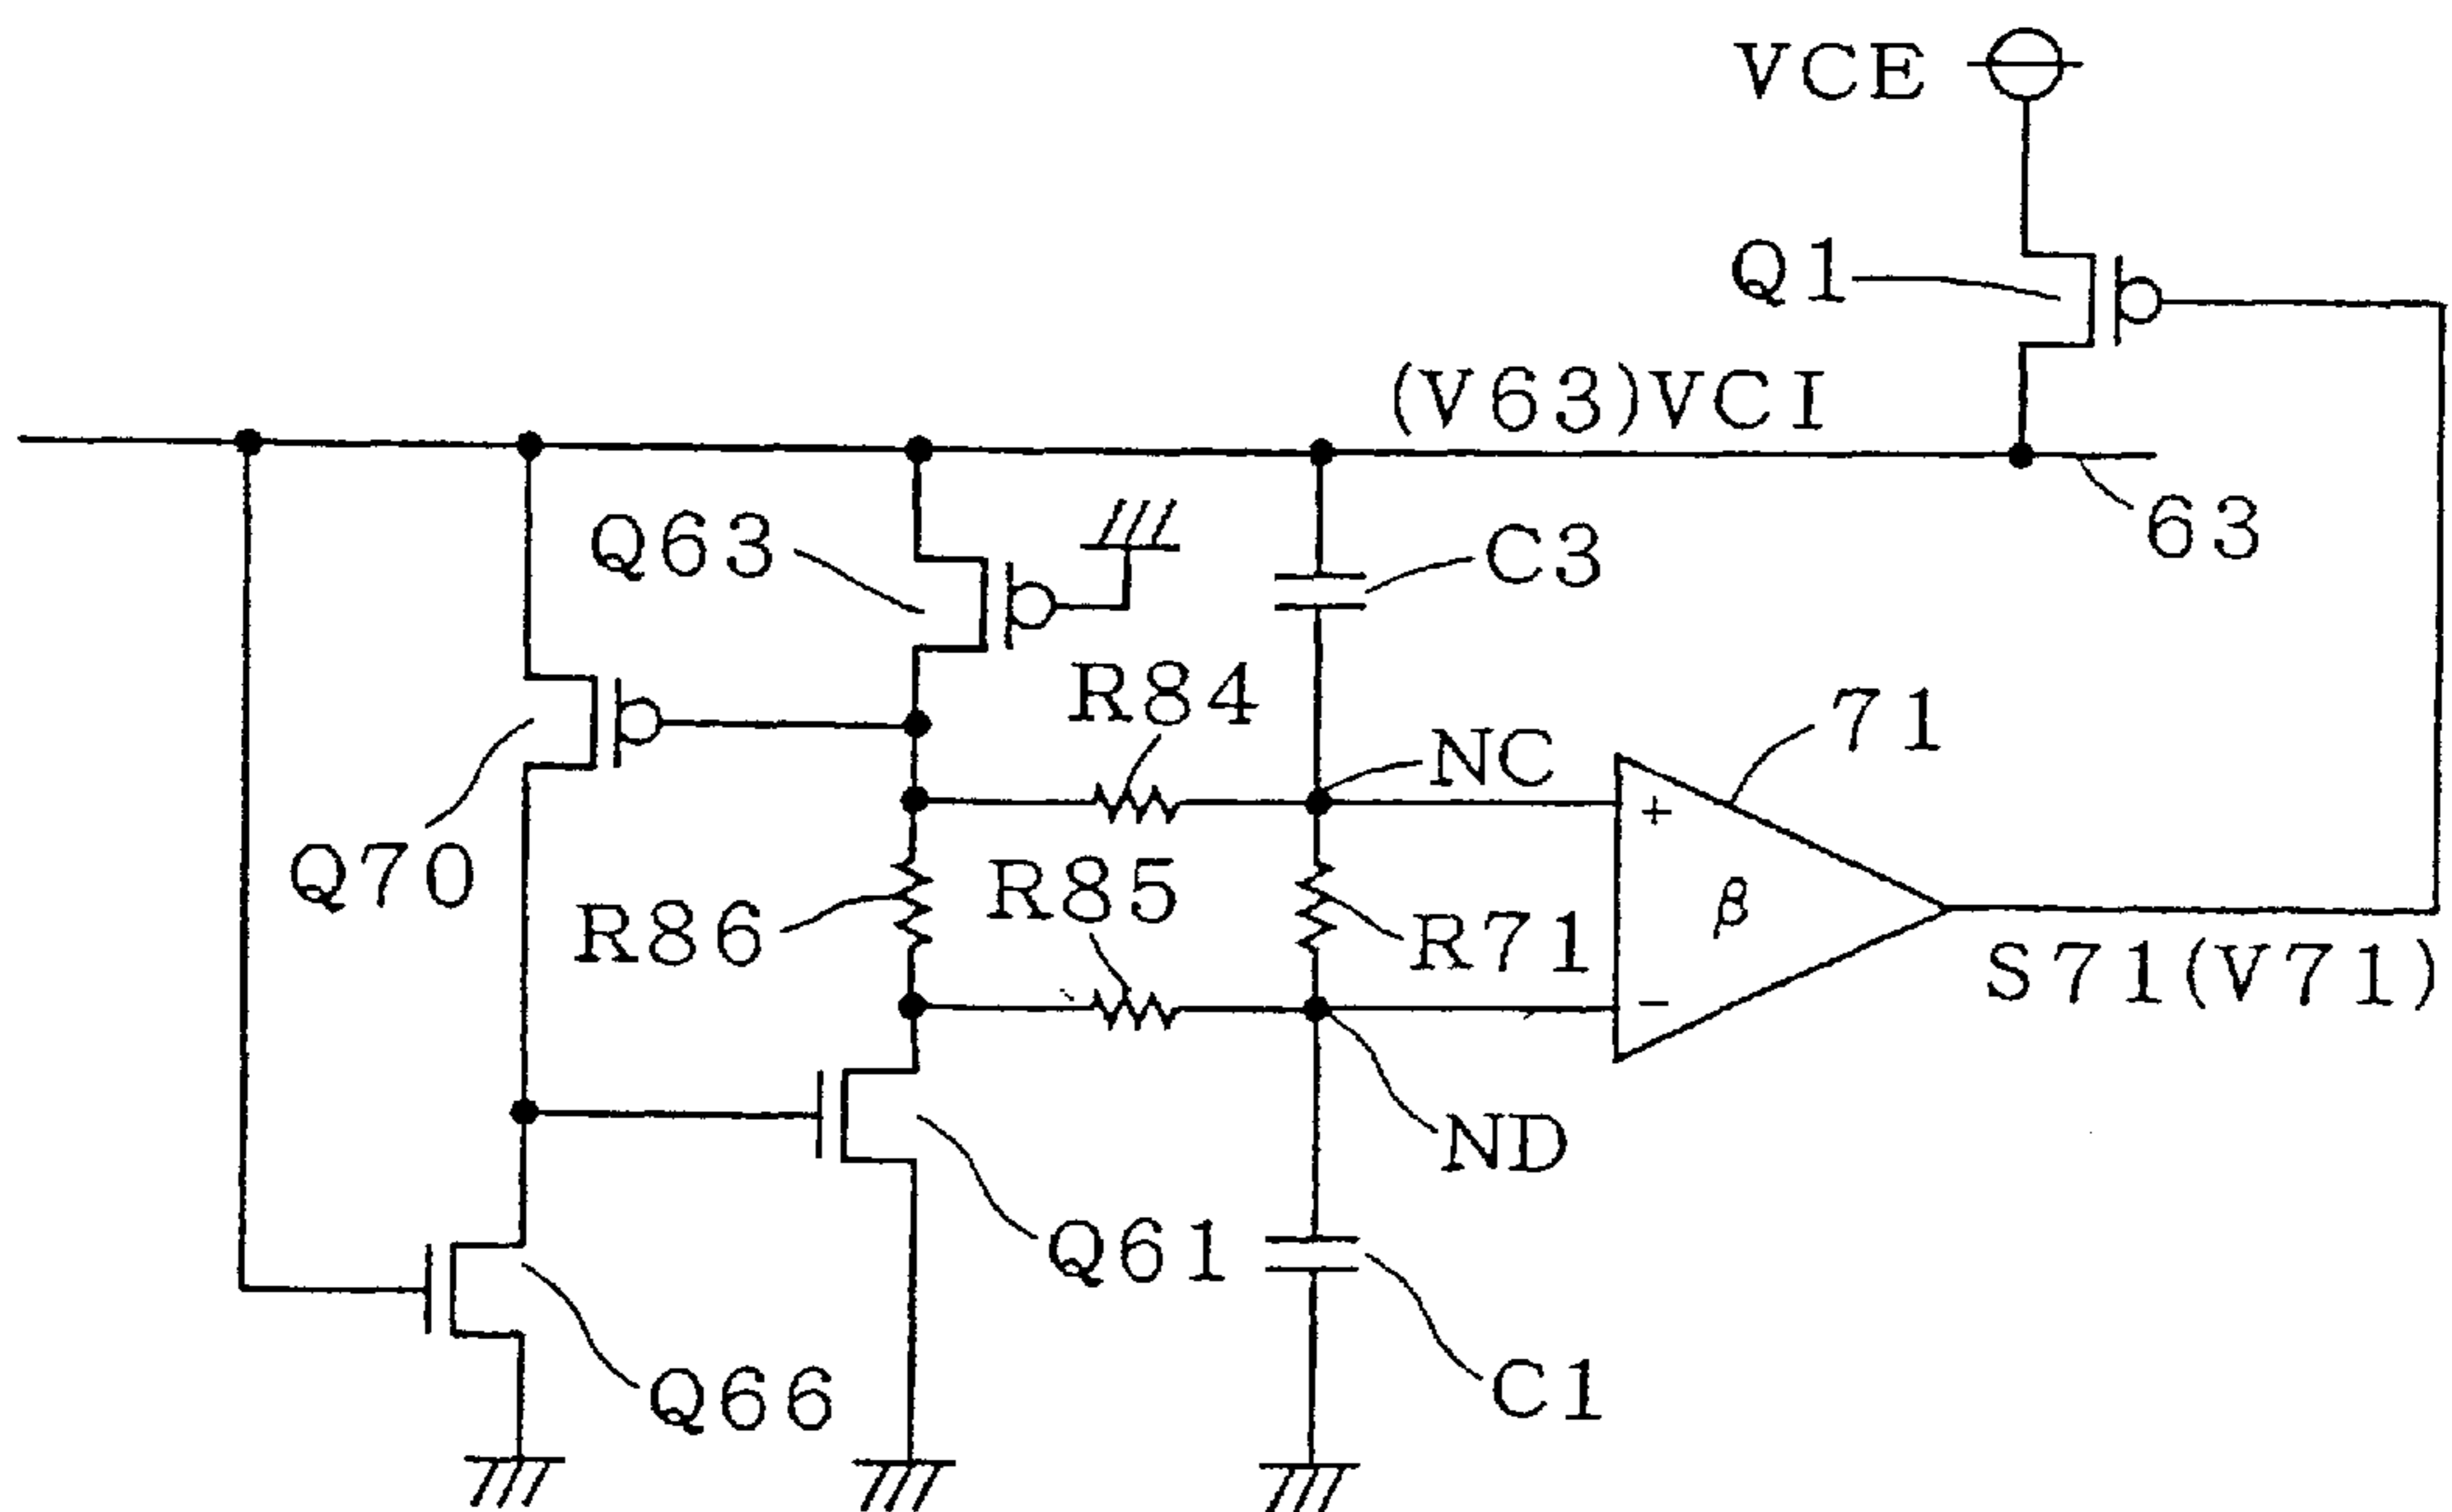 VCE
Q1
(V63)VCI
63
Q63
C3
R84
NC
71
+
Q70
R86
R85
R71
β
−
S71(V71)
ND
Q61
Q66
C1